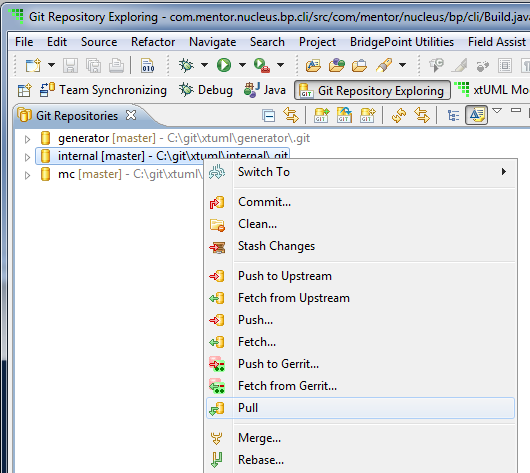 Git Repository Exploring - com.mentor.nucleus.bp.cli/src/com/mentor/nucleus/bp/cli/Build.java
File Edit Source Refactor Navigate Search Project BridgePoint Utilities Field Assist
Team Synchronizing Debug Java GIT Git Repository Exploring xtUML Mo
Git Repositories
generator [master] - C:\git\xtuml\generator\.git
internal [master] - C:\git\xtuml\internal\.git
mc [master] - C:\git\xtuml\
Switch To
Commit...
Clean...
Stash Changes
Push to Upstream
Fetch from Upstream
Push...
Fetch...
Push to Gerrit...
Fetch from Gerrit...
Pull
Merge...
Rebase...